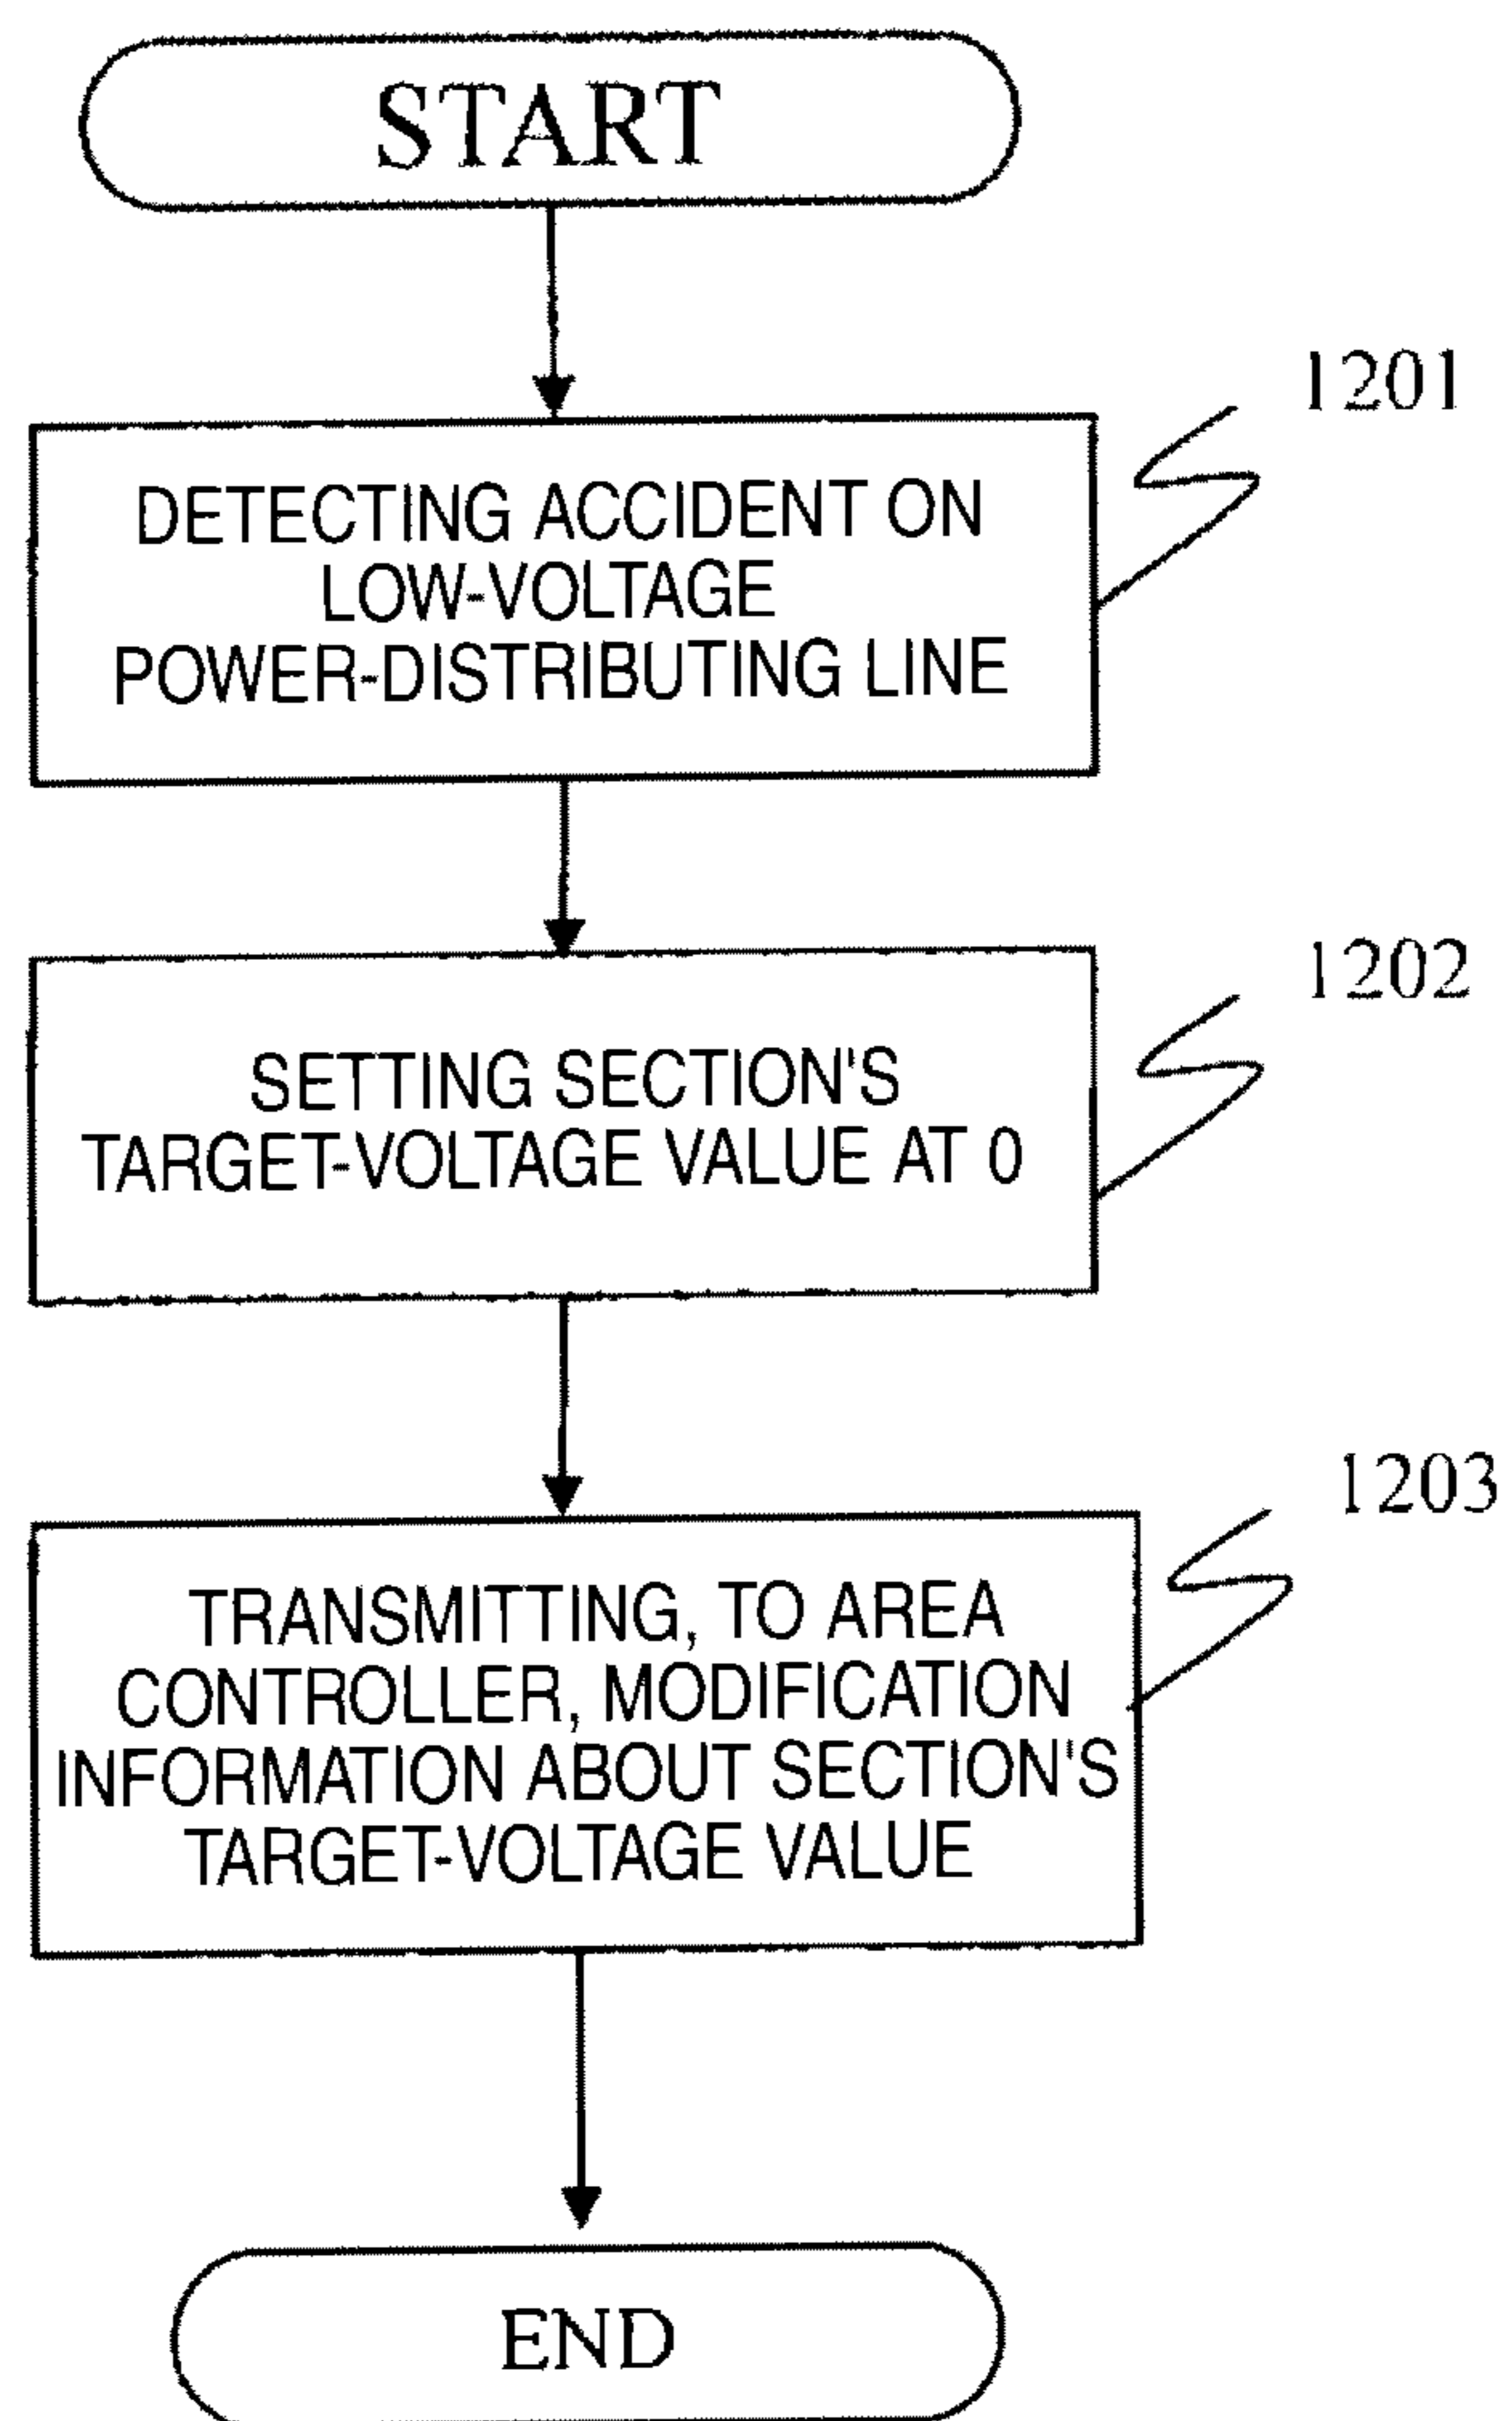 START
1201
DETECTING ACCIDENT ON
LOW-VOLTAGE
POWER-DISTRIBUTING LINE
1202
SETTING SECTION'S
TARGET-VOLTAGE VALUE AT 0
1203
TRANSMITTING, TO AREA
CONTROLLER, MODIFICATION
INFORMATION ABOUT SECTION'S
TARGET-VOLTAGE VALUE
END